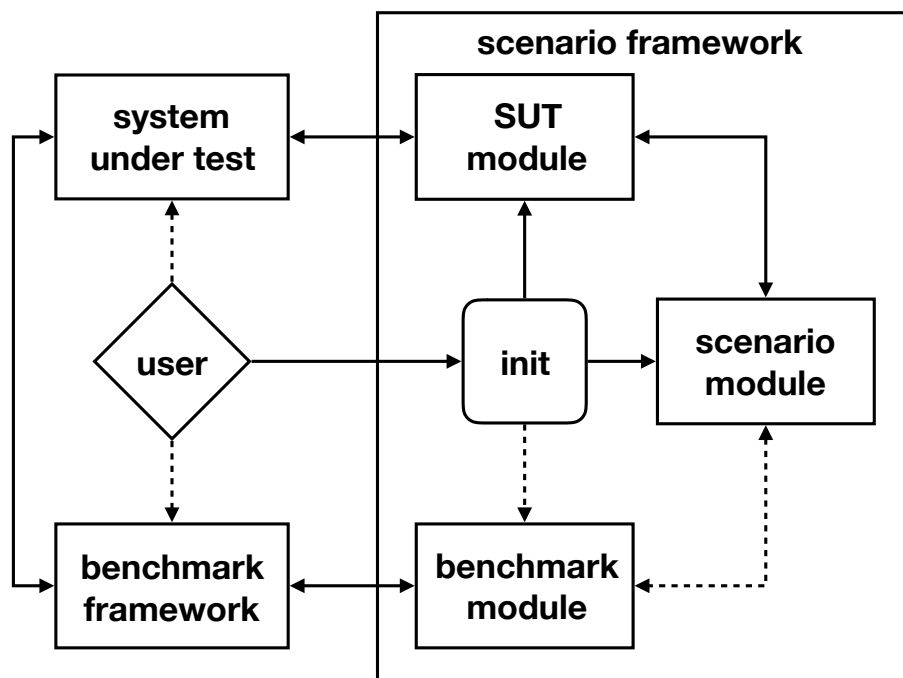 scenario framework
system
under test
SUT
module
user
init
scenario
module
benchmark
framework
benchmark
module